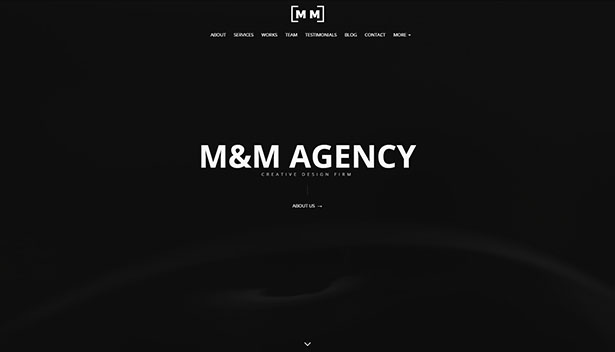 [M M]
ABOUT SERVICES WORKS TEAM TESTIMONIALS BLOG CONTACT MORE
M&M AGENCY
CREATIVE DESIGN FIRM
ABOUT US →